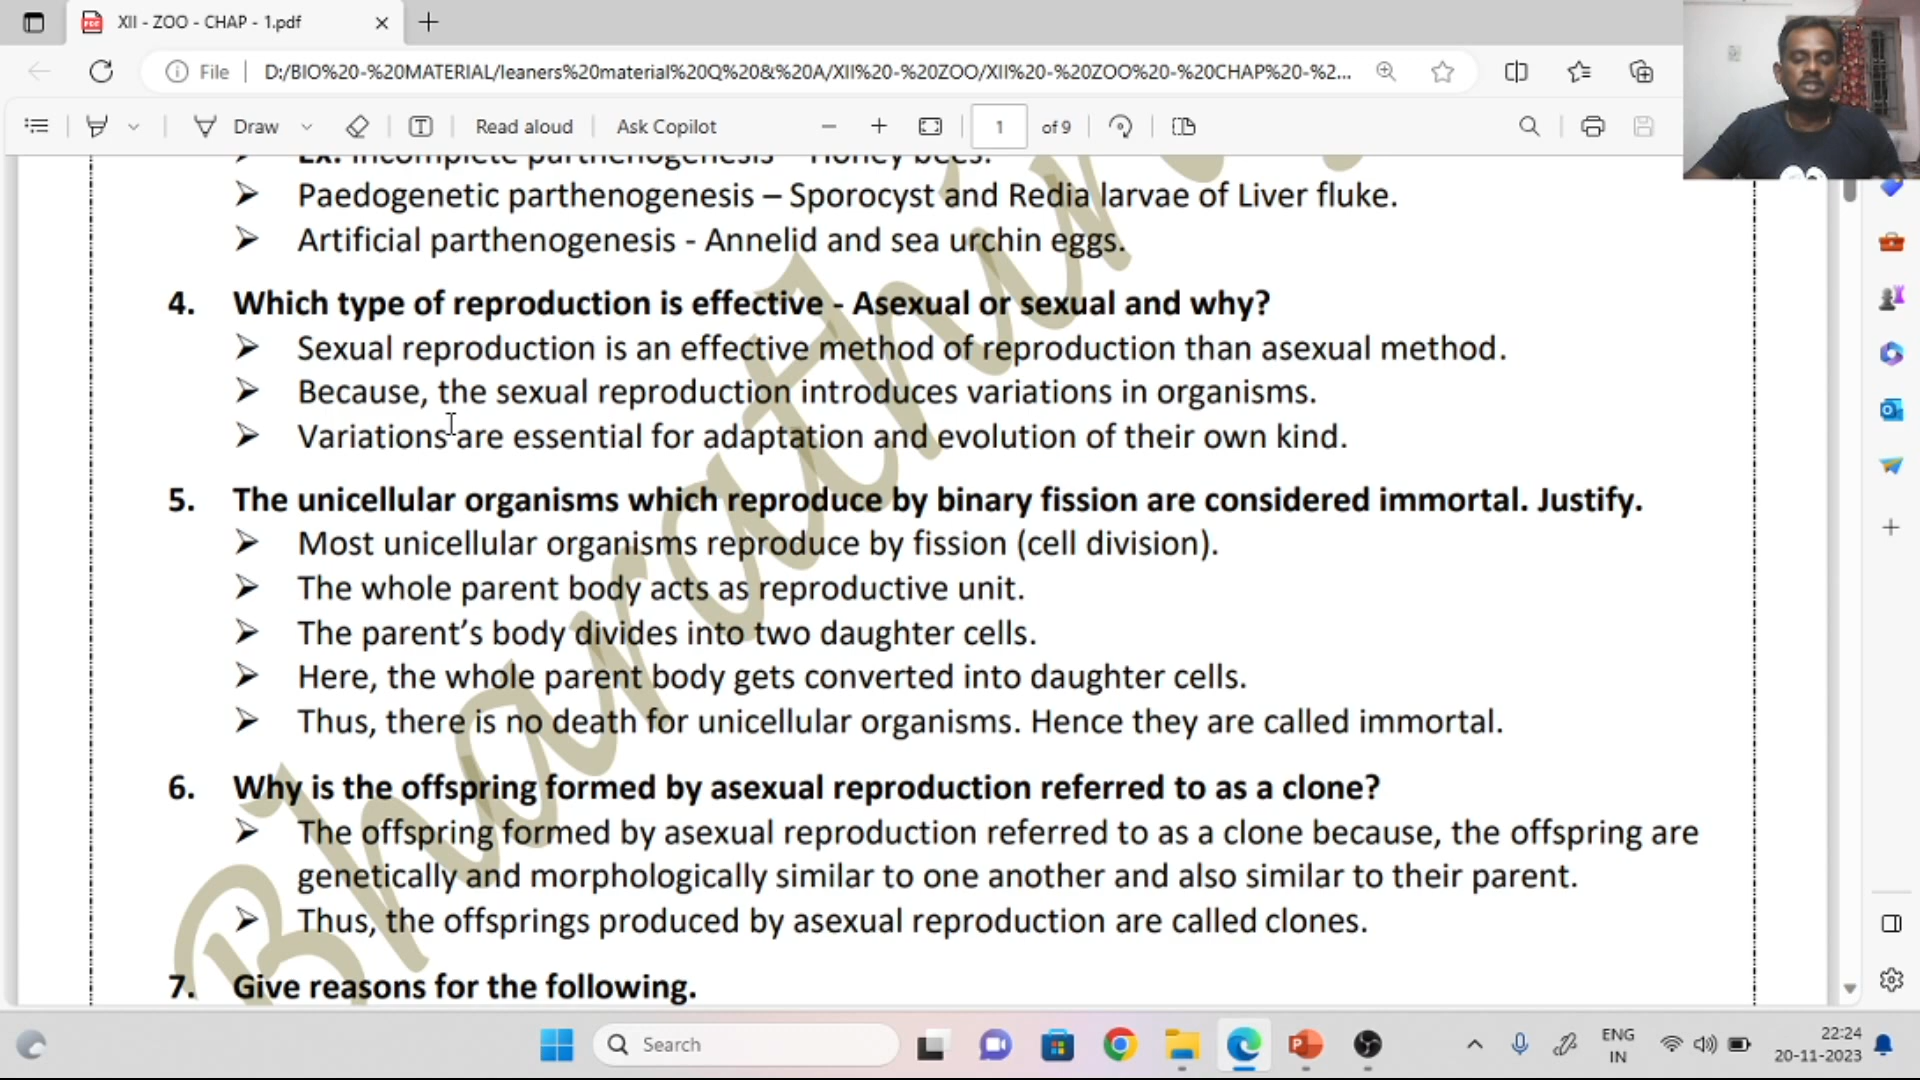 XII - ZOO - CHAP - 1.pdf
File
D:/BIO%20-%20MATERIAL/leaners%20material%20Q%20&%20A/XII%20-%20ZOO/XII%20-%20ZOO%20-%20CHAP%20-%2...
Draw
Read aloud
Ask Copilot
1 of 9
➤ Ex. Incomplete parthenogenesis – Honey bees.
➤ Paedogenetic parthenogenesis – Sporocyst and Redia larvae of Liver fluke.
➤ Artificial parthenogenesis - Annelid and sea urchin eggs.
4. Which type of reproduction is effective - Asexual or sexual and why?
➤ Sexual reproduction is an effective method of reproduction than asexual method.
➤ Because, the sexual reproduction introduces variations in organisms.
➤ Variations are essential for adaptation and evolution of their own kind.
5. The unicellular organisms which reproduce by binary fission are considered immortal. Justify.
➤ Most unicellular organisms reproduce by fission (cell division).
➤ The whole parent body acts as reproductive unit.
➤ The parent’s body divides into two daughter cells.
➤ Here, the whole parent body gets converted into daughter cells.
➤ Thus, there is no death for unicellular organisms. Hence they are called immortal.
6. Why is the offspring formed by asexual reproduction referred to as a clone?
➤ The offspring formed by asexual reproduction referred to as a clone because, the offspring are
genetically and morphologically similar to one another and also similar to their parent.
➤ Thus, the offsprings produced by asexual reproduction are called clones.
7. Give reasons for the following.
Search
ENG
IN
22:24
20-11-2023